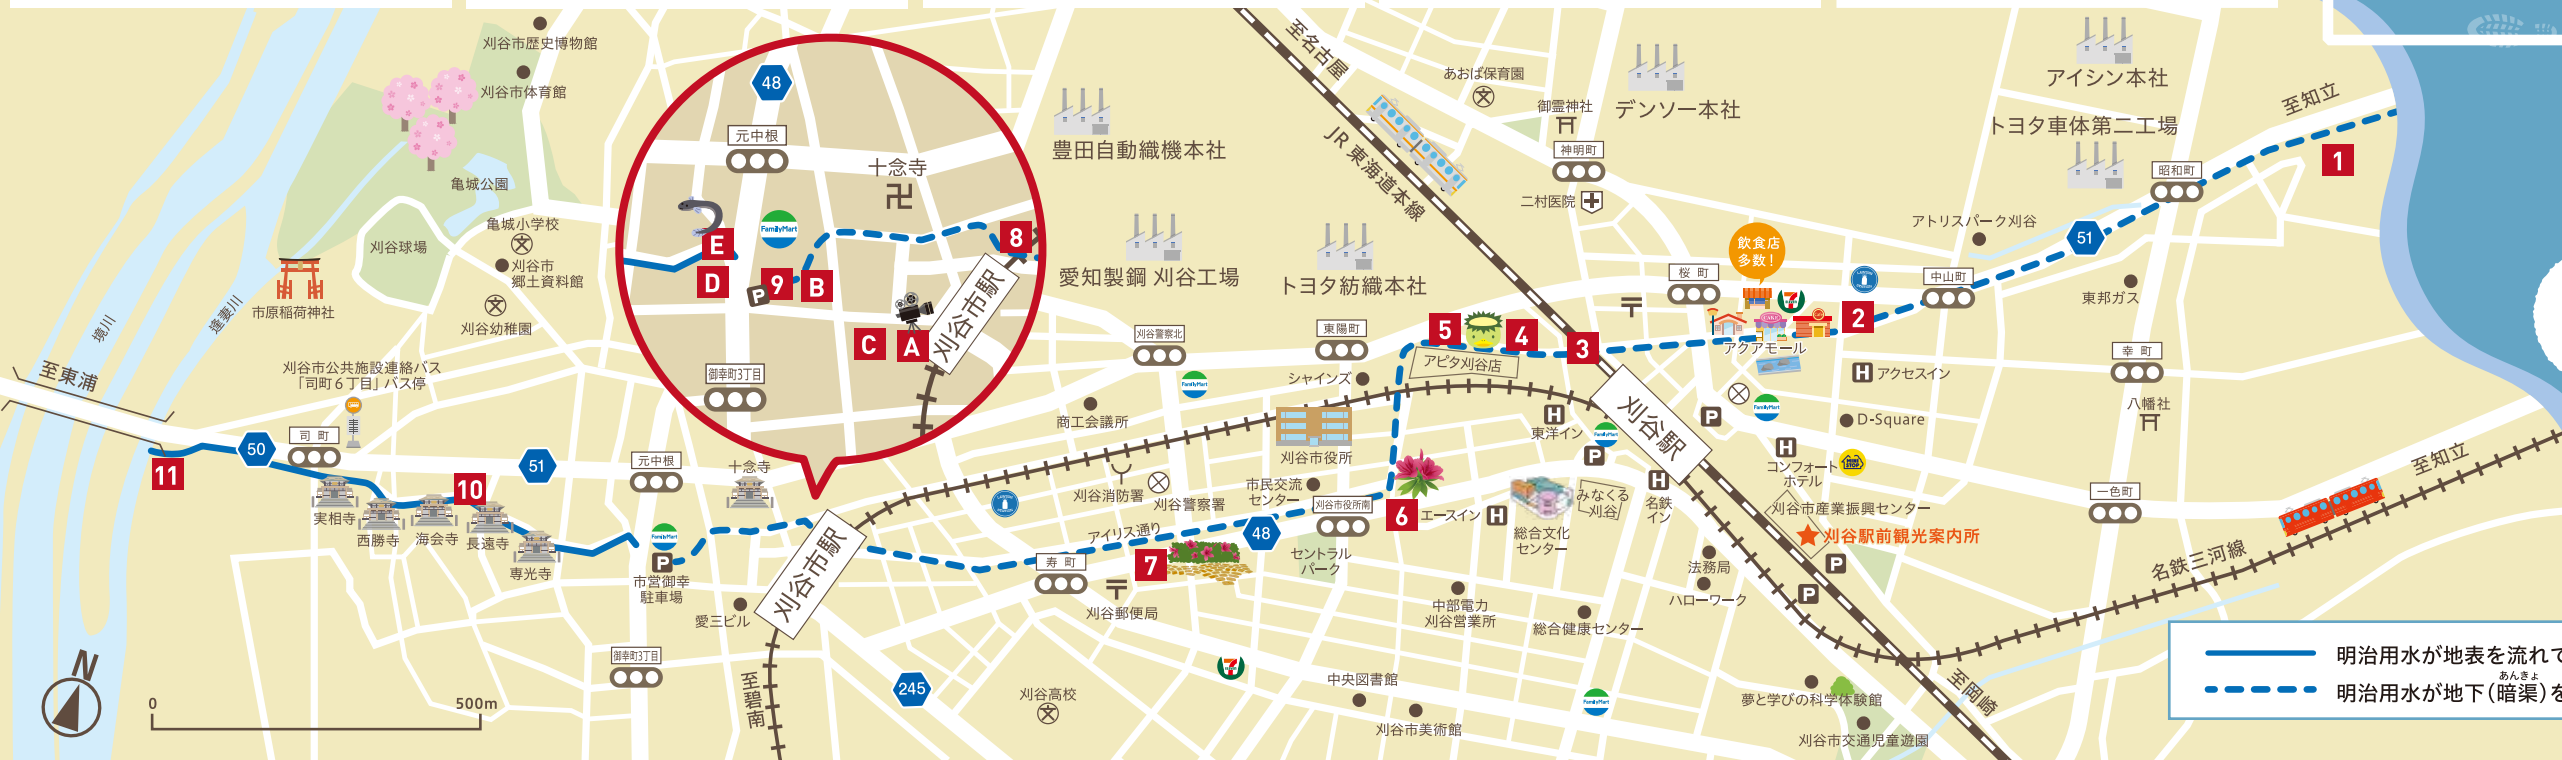 刈谷市歴史博物館
刈谷市体育館
亀城公園
亀城小学校
刈谷球場
刈谷市
郷土資料館
刈谷幼稚園
市原稲荷神社
境川
逢妻川
至東浦
刈谷市公共施設連絡バス
「司町6丁目」バス停
司 町
50
51
11
10
実相寺
西勝寺
海会寺
長遠寺
専光寺
N
0
500m
48
元中根
十念寺
FamilyMart
E
D
P
9
B
8
C
A
刈谷市駅
御幸町3丁目
元中根
十念寺
FamilyMart
P
市営御幸
駐車場
愛三ビル
刈谷市駅
御幸町3丁目
至碧南
245
豊田自動織機本社
愛知製鋼 刈谷工場
トヨタ紡織本社
刈谷警察北
FamilyMart
商工会議所
刈谷消防署
刈谷警察署
アイリス通り
48
寿 町
7
刈谷郵便局
刈谷高校
至名古屋
JR 東海道本線
あおば保育園
御霊神社
神明町
二村医院
デンソー本社
東陽町
シャインズ
刈谷市役所
市民交流
センター
刈谷市役所南
セントラル
パーク
5
4
3
アピタ刈谷店
6
エースイン
H
H
東洋イン
FamilyMart
P
総合文化
センター
みなくる
刈谷
H
名鉄
イン
刈谷駅
中部電力
刈谷営業所
総合健康センター
中央図書館
刈谷市美術館
FamilyMart
法務局
ハローワーク
アイシン本社
トヨタ車体第二工場
至知立
1
昭和町
アトリスパーク刈谷
51
中山町
東邦ガス
桜 町
飲食店
多数！
2
アクアモール
P
FamilyMart
H
アクセスイン
D-Square
H
コンフォート
ホテル
幸 町
八幡社
一色町
刈谷市産業振興センター
刈谷駅前観光案内所
P
P
至知立
名鉄三河線
至岡崎
夢と学びの科学体験館
刈谷市交通児童遊園
明治用水が地表を流れて
明治用水が地下（暗渠）を
あんきょ